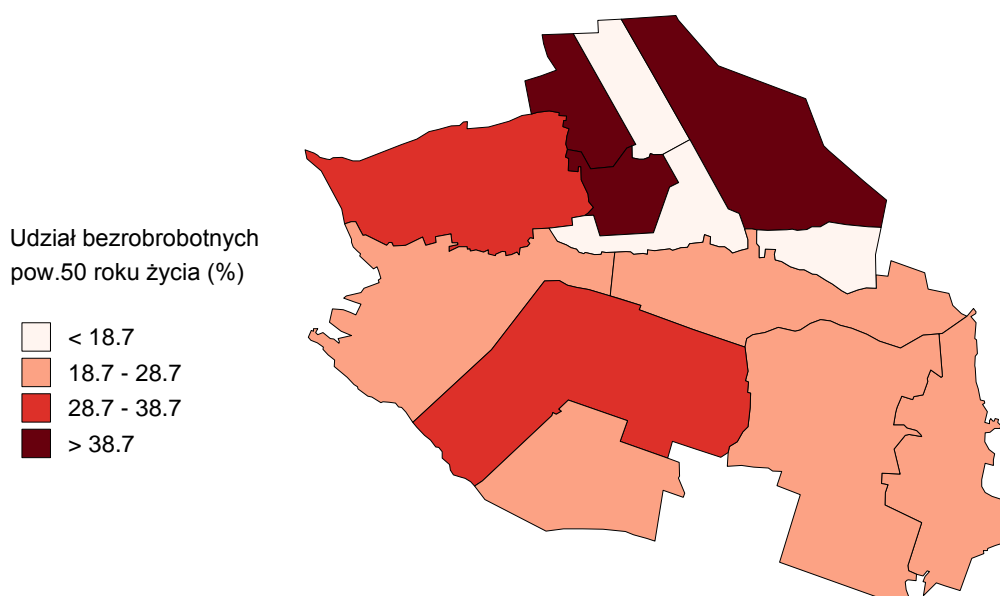 Udział bezrobrobotnych
pow.50 roku życia (%)
< 18.7
18.7 - 28.7
28.7 - 38.7
> 38.7